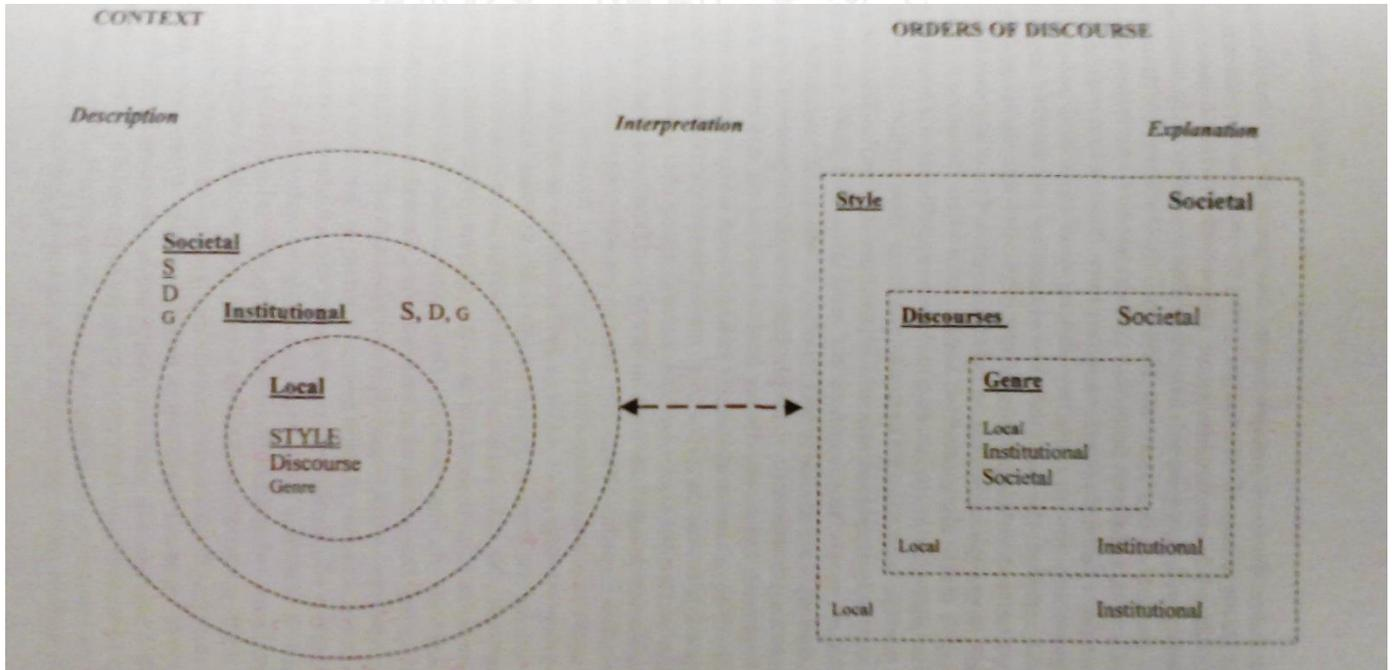 CONTEXT
ORDERS OF DISCOURSE
Description
Interpretation
Explanation
Societal
S
D
G
Institutional S, D, G
Local
STYLE
Discourse
Genre
Style Societal
Discourses Societal
Genre
Local
Institutional
Societal
Local Institutional
Local Institutional